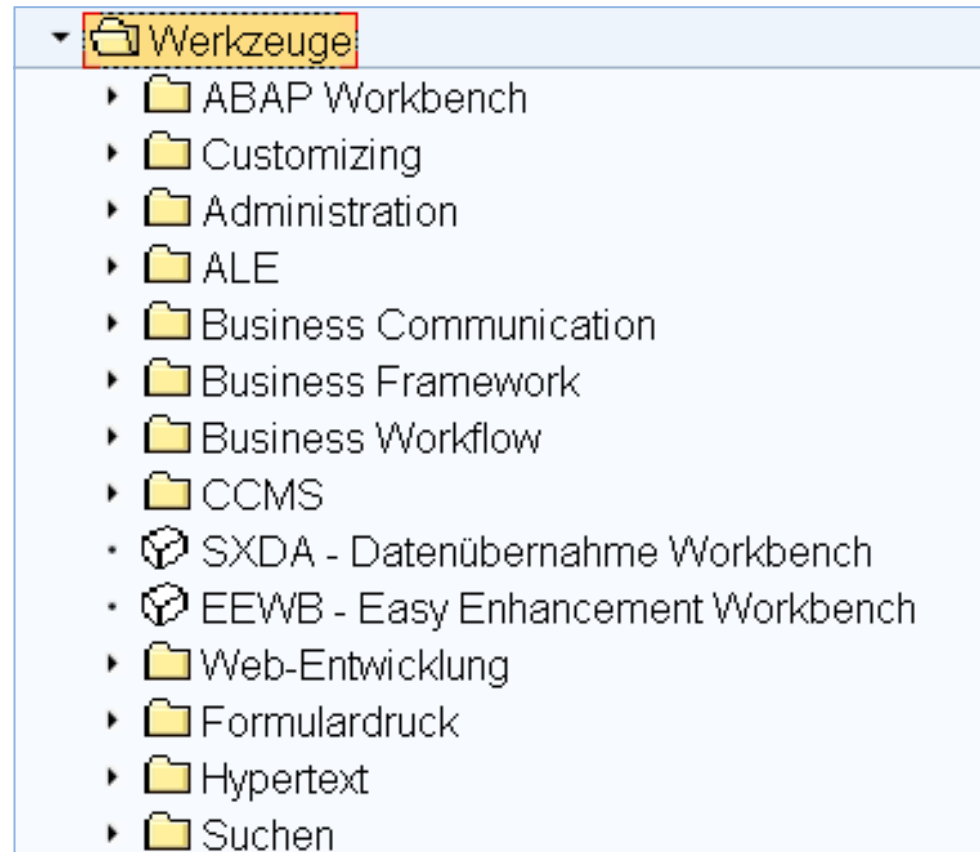 Werkzeuge
ABAP Workbench
Customizing
Administration
ALE
Business Communication
Business Framework
Business Workflow
CCMS
SXDA - Datenübernahme Workbench
EEWB - Easy Enhancement Workbench
Web-Entwicklung
Formulardruck
Hypertext
Suchen